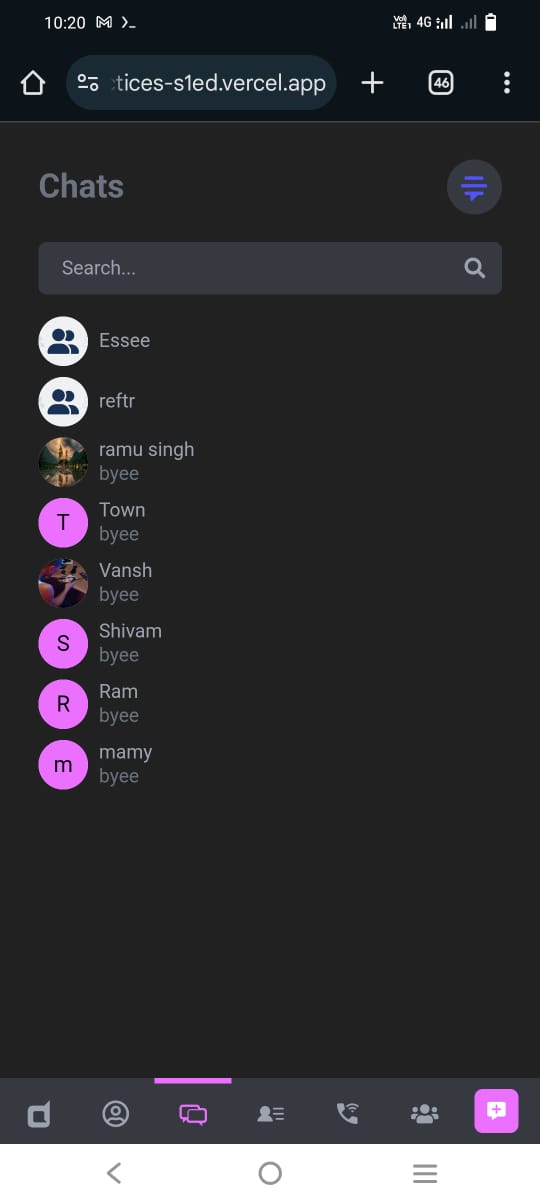 10:20
Vo) LTE1 4G
tices-s1ed.vercel.app
46
Chats
Search...
Essee
reftr
ramu singh
byee
T
Town
byee
Vansh
byee
S
Shivam
byee
R
Ram
byee
m
mamy
byee